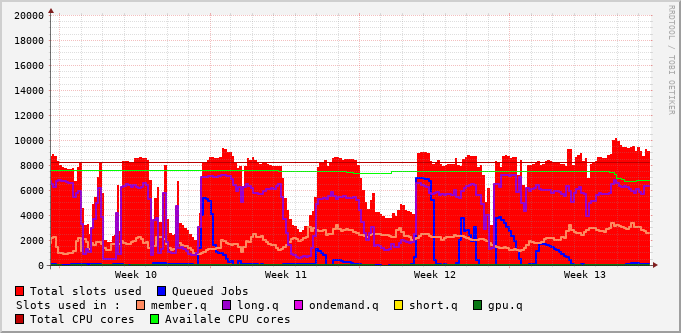 20000
18000
16000
14000
12000
10000
8000
6000
4000
2000
0
Week 10 Week 11 Week 12 Week 13
RRDTOOL / TOBI OETIKER
Total slots used Queued Jobs
Slots used in : member.q long.q ondemand.q short.q gpu.q
Total CPU cores Availale CPU cores